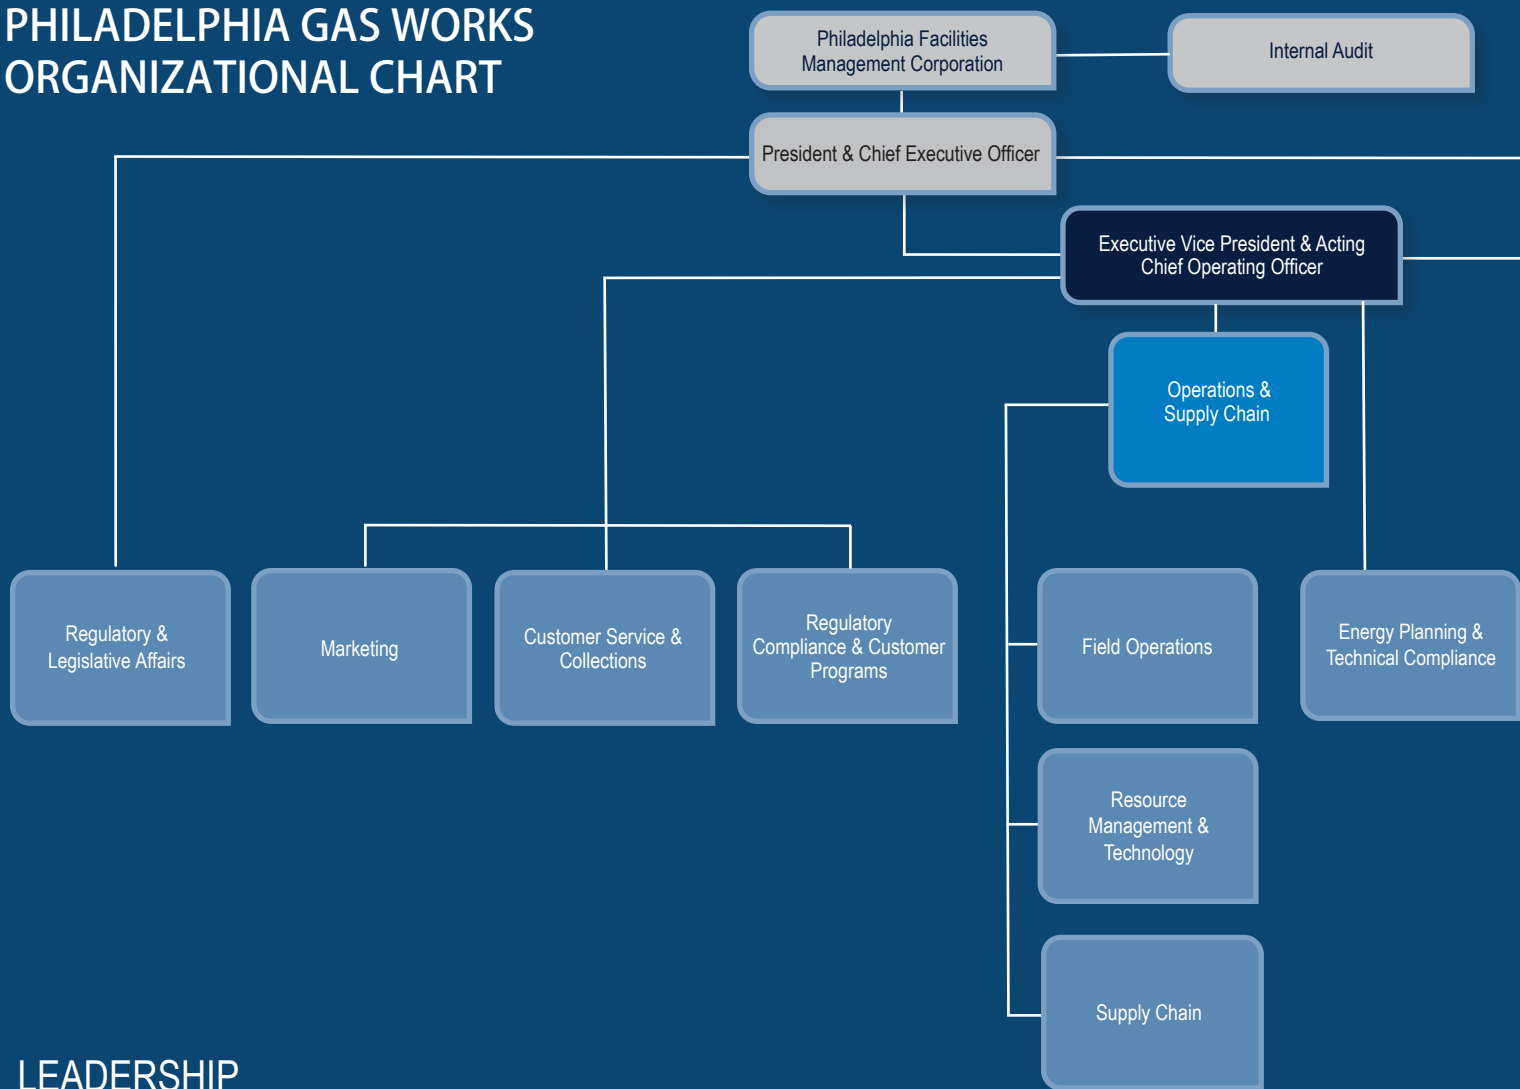 PHILADELPHIA GAS WORKS
ORGANIZATIONAL CHART
Philadelphia Facilities
Management Corporation
Internal Audit
President & Chief Executive Officer
Executive Vice President & Acting
Chief Operating Officer
Operations &
Supply Chain
Regulatory &
Legislative Affairs
Marketing
Customer Service &
Collections
Regulatory
Compliance & Customer
Programs
Field Operations
Energy Planning &
Technical Compliance
Resource
Management &
Technology
Supply Chain
LEADERSHIP